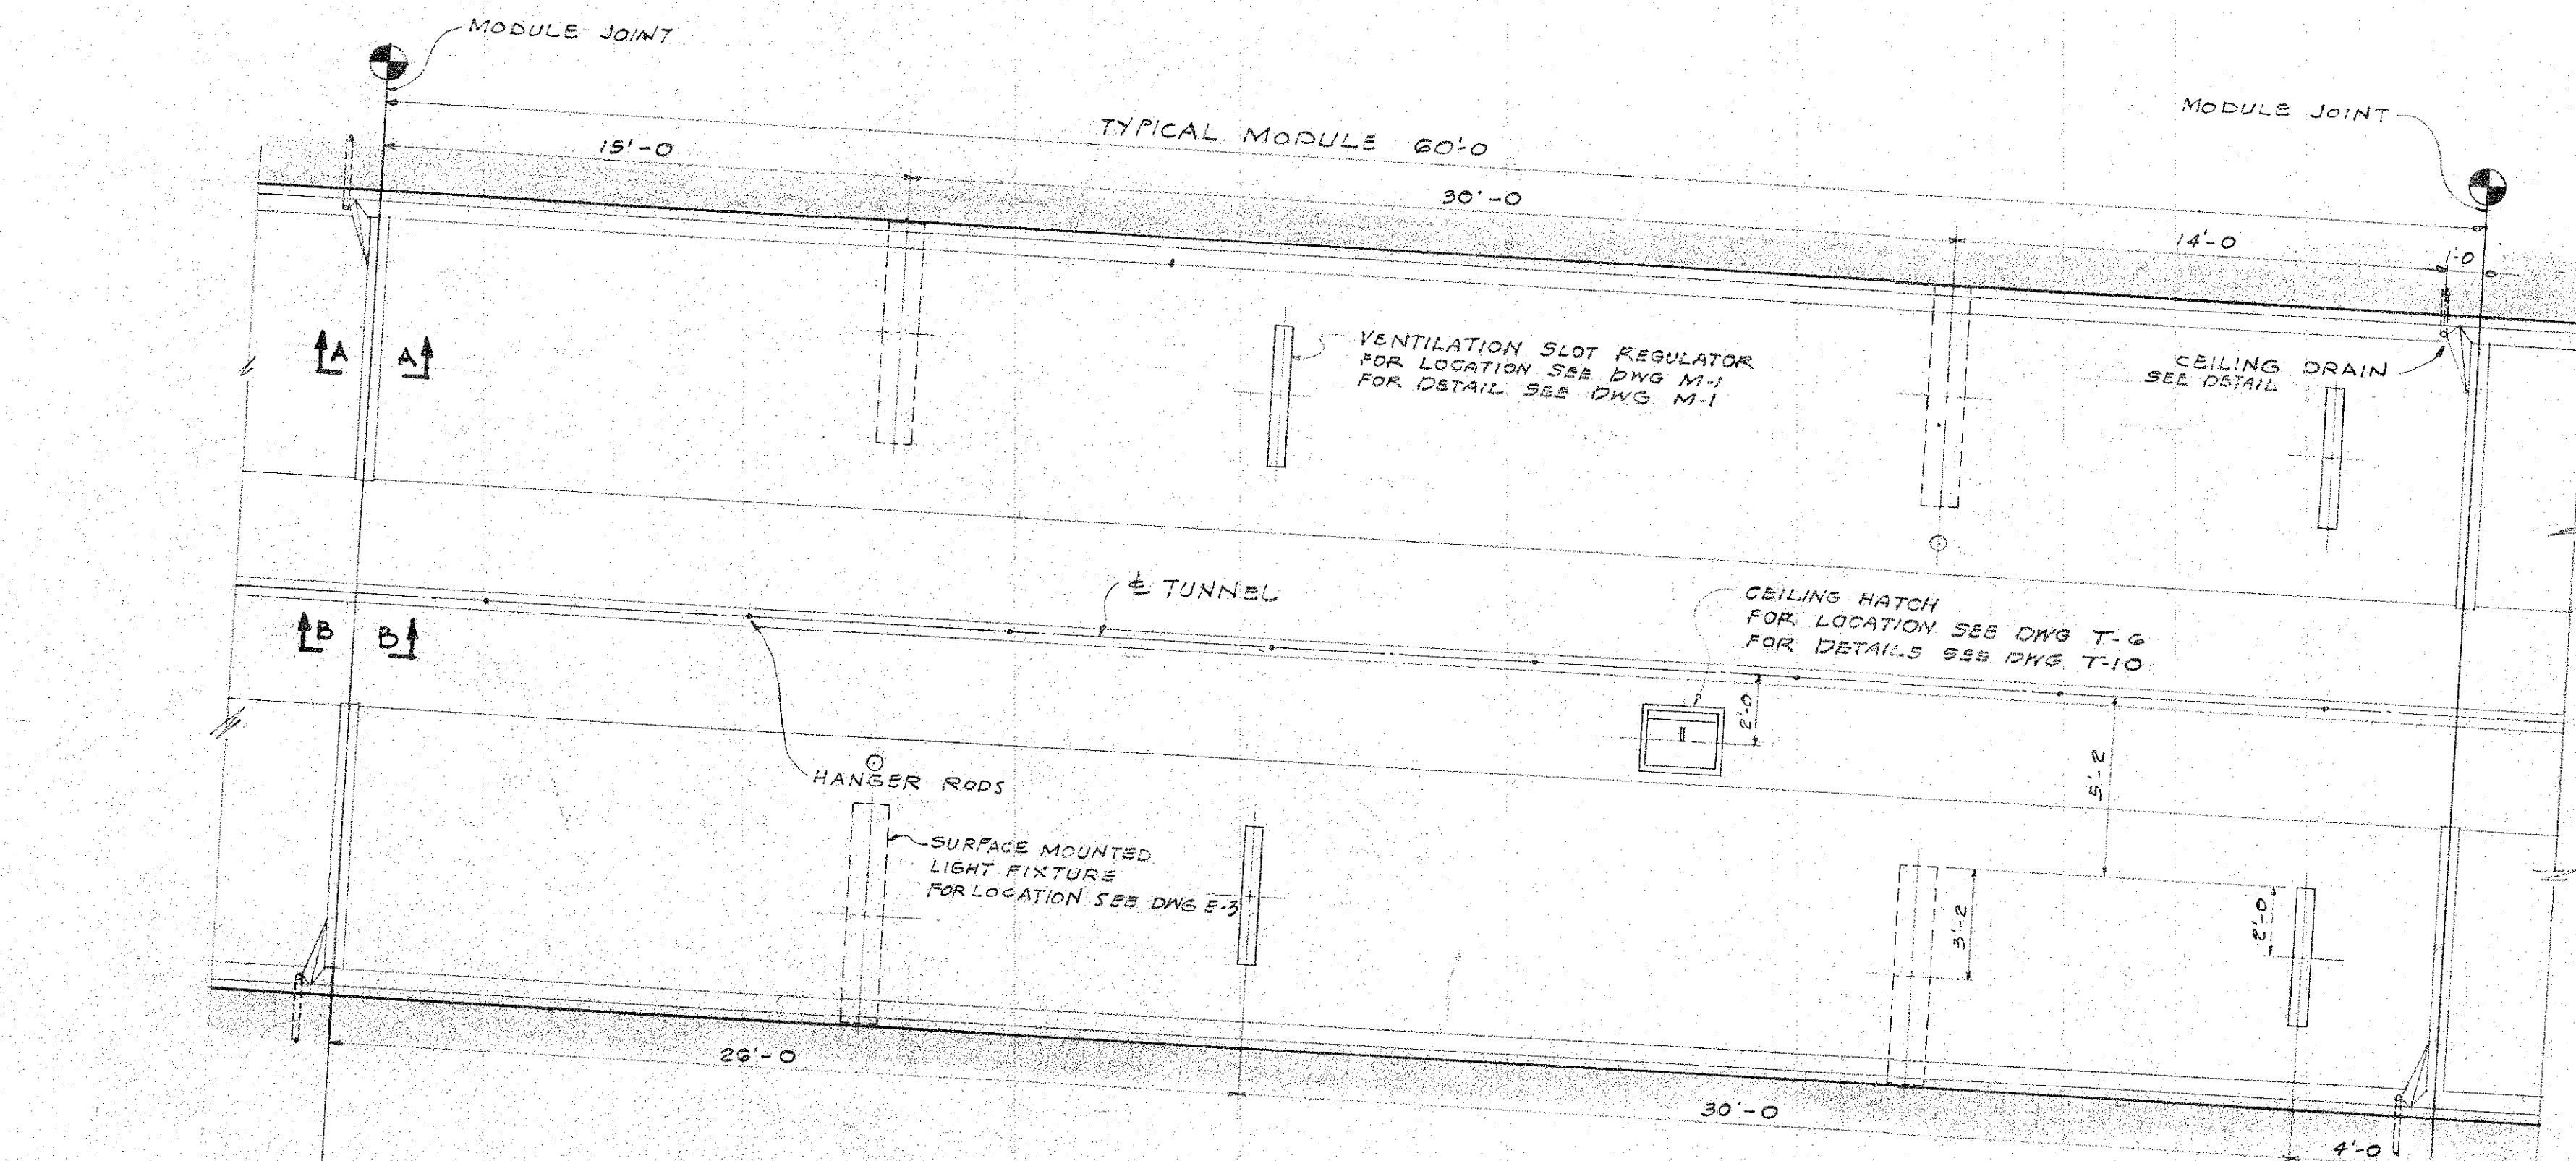 MODULE JOINT
MODULE JOINT
TYPICAL MODULE 60'-0
15'-0
30'-0
14'-0
1'-0
A
A
VENTILATION SLOT REGULATOR
FOR LOCATION SEE DWG M-1
FOR DETAIL SEE DWG M-1
CEILING DRAIN
SEE DETAIL
℄ TUNNEL
CEILING HATCH
FOR LOCATION SEE DWG T-6
FOR DETAILS SEE DWG T-10
B
B
2'-0
5'-2
HANGER RODS
SURFACE MOUNTED
LIGHT FIXTURE
FOR LOCATION SEE DWG E-3
3'-2
2'-0
26'-0
30'-0
4'-0